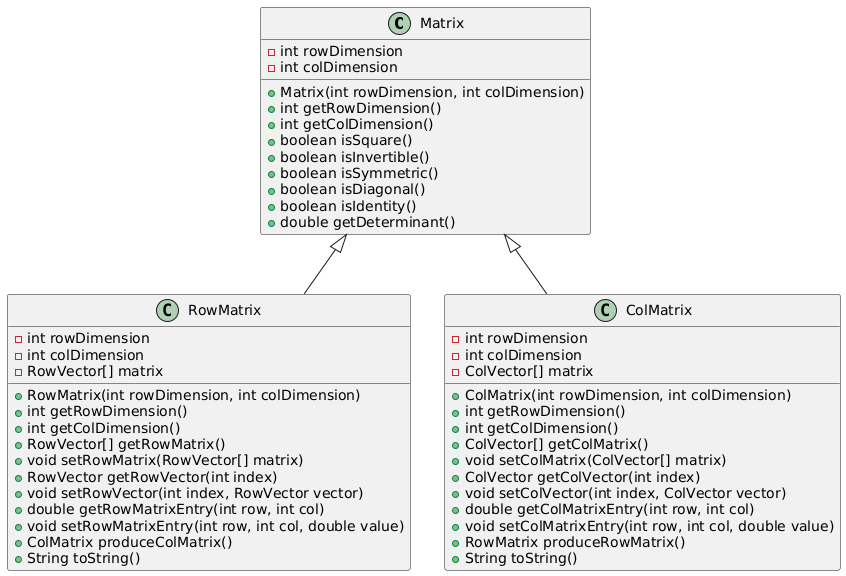 C Matrix
int rowDimension
int colDimension
Matrix(int rowDimension, int colDimension)
int getRowDimension()
int getColDimension()
boolean isSquare()
boolean isInvertible()
boolean isSymmetric()
boolean isDiagonal()
boolean isIdentity()
double getDeterminant()
C RowMatrix
int rowDimension
int colDimension
RowVector[] matrix
RowMatrix(int rowDimension, int colDimension)
int getRowDimension()
int getColDimension()
RowVector[] getRowMatrix()
void setRowMatrix(RowVector[] matrix)
RowVector getRowVector(int index)
void setRowVector(int index, RowVector vector)
double getRowMatrixEntry(int row, int col)
void setRowMatrixEntry(int row, int col, double value)
ColMatrix produceColMatrix()
String toString()
C ColMatrix
int rowDimension
int colDimension
ColVector[] matrix
ColMatrix(int rowDimension, int colDimension)
int getRowDimension()
int getColDimension()
ColVector[] getColMatrix()
void setColMatrix(ColVector[] matrix)
ColVector getColVector(int index)
void setColVector(int index, ColVector vector)
double getColMatrixEntry(int row, int col)
void setColMatrixEntry(int row, int col, double value)
RowMatrix produceRowMatrix()
String toString()